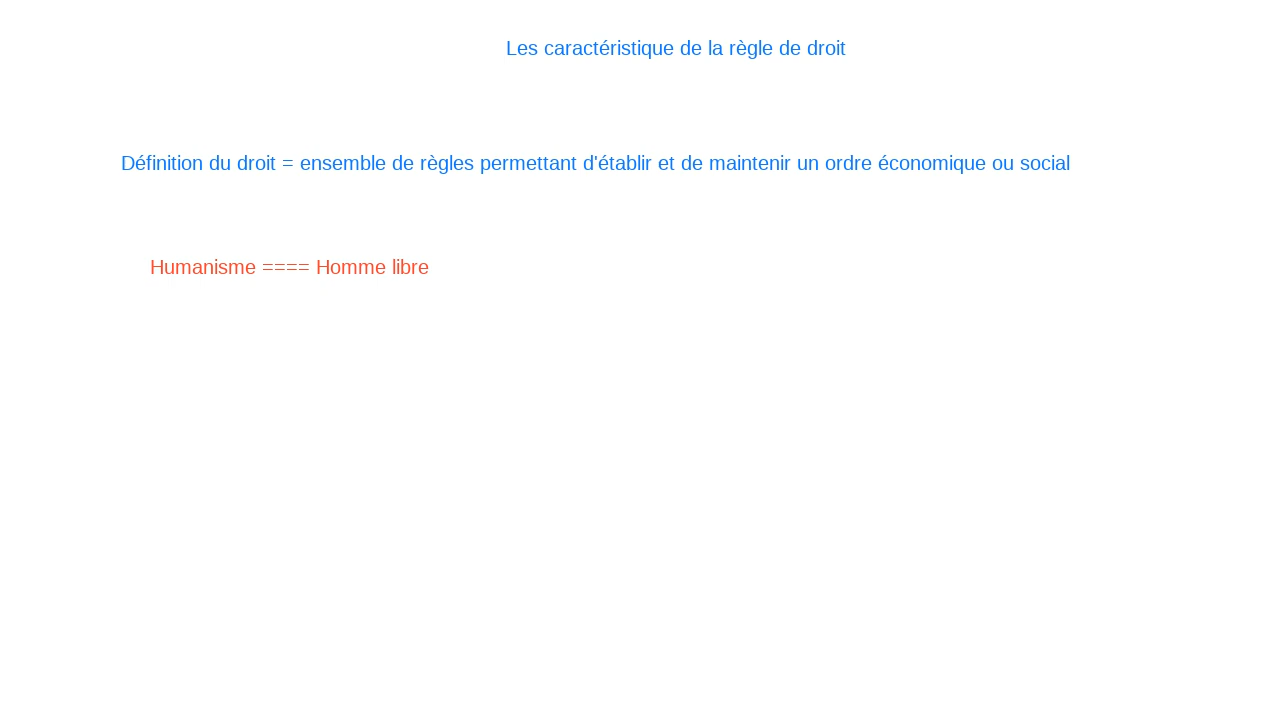 Les caractéristique de la règle de droit
Définition du droit = ensemble de règles permettant d'établir et de maintenir un ordre économique ou social
Humanisme ==== Homme libre